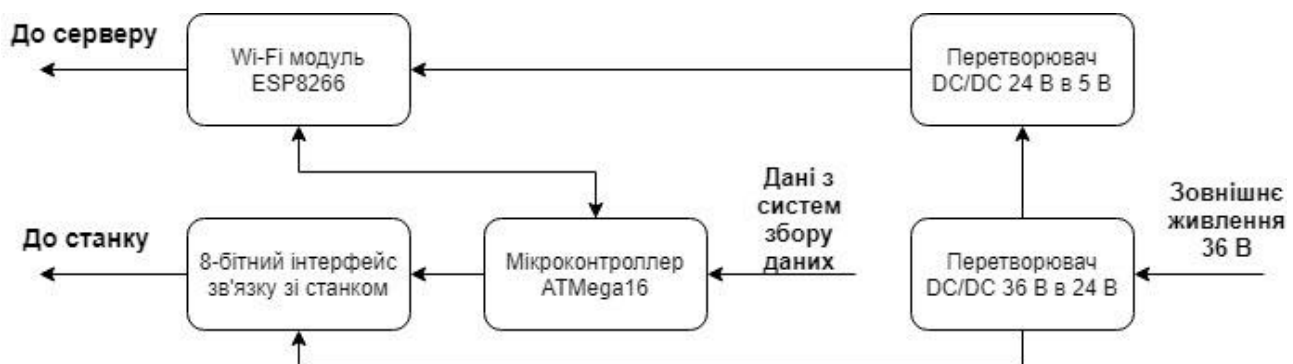 До серверу
Wi-Fi модуль
ESP8266
Перетворювач
DC/DC 24 В в 5 В
До станку
8-бітний інтерфейс
зв'язку зі станком
Мікроконтроллер
ATMega16
Дані з
систем
збору
даних
Перетворювач
DC/DC 36 В в 24 В
Зовнішнє
живлення
36 В